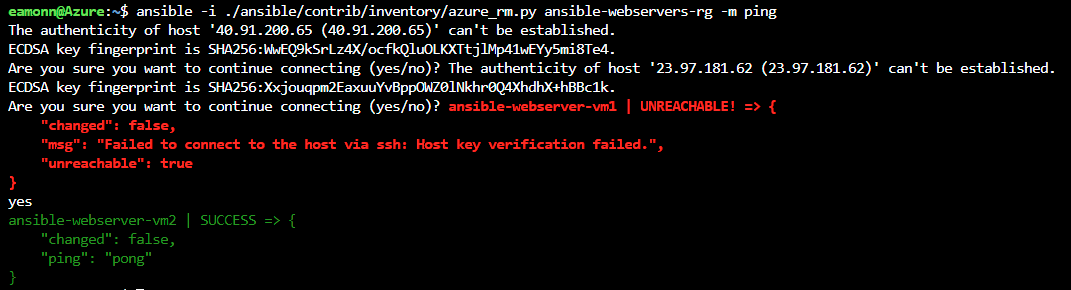 eamonn@Azure:~$ ansible -i ./ansible/contrib/inventory/azure_rm.py ansible-webservers-rg -m ping
The authenticity of host '40.91.200.65 (40.91.200.65)' can't be established.
ECDSA key fingerprint is SHA256:WwEQ9kSrLz4X/ocfkQluOLKXTtjlMp41wEYy5mi8Te4.
Are you sure you want to continue connecting (yes/no)? The authenticity of host '23.97.181.62 (23.97.181.62)' can't be established.
ECDSA key fingerprint is SHA256:Xxjouqpm2EaxuuYvBppOWZ0lNkhr0Q4XhdhX+hBBc1k.
Are you sure you want to continue connecting (yes/no)? ansible-webserver-vm1 | UNREACHABLE! => {
    "changed": false,
    "msg": "Failed to connect to the host via ssh: Host key verification failed.",
    "unreachable": true
}
yes
ansible-webserver-vm2 | SUCCESS => {
    "changed": false,
    "ping": "pong"
}